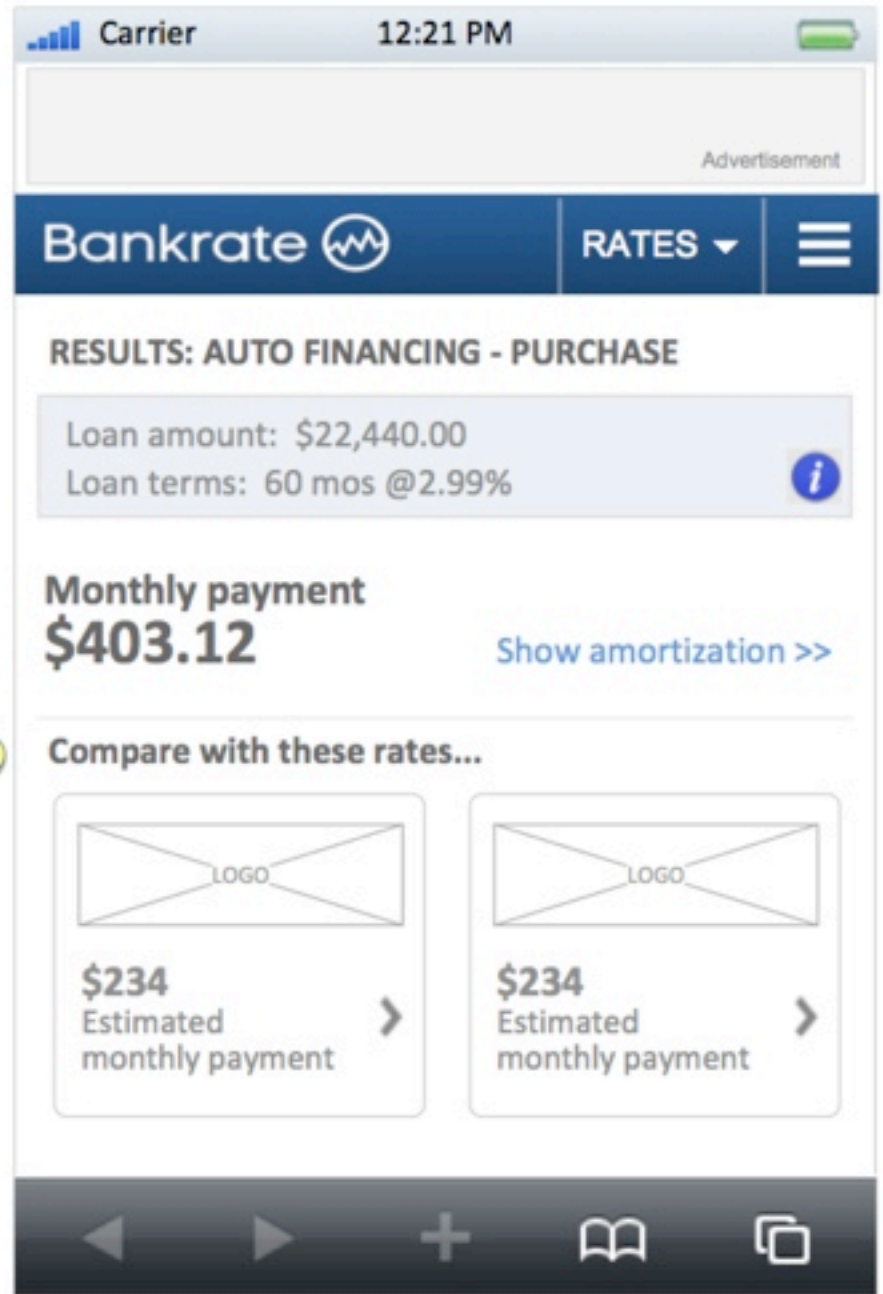 Carrier 12:21 PM
Advertisement
Bankrate RATES
RESULTS: AUTO FINANCING - PURCHASE
Loan amount: $22,440.00
Loan terms: 60 mos @2.99%
i
Monthly payment
$403.12
Show amortization >>
Compare with these rates...
LOGO
$234
Estimated
monthly payment
LOGO
$234
Estimated
monthly payment